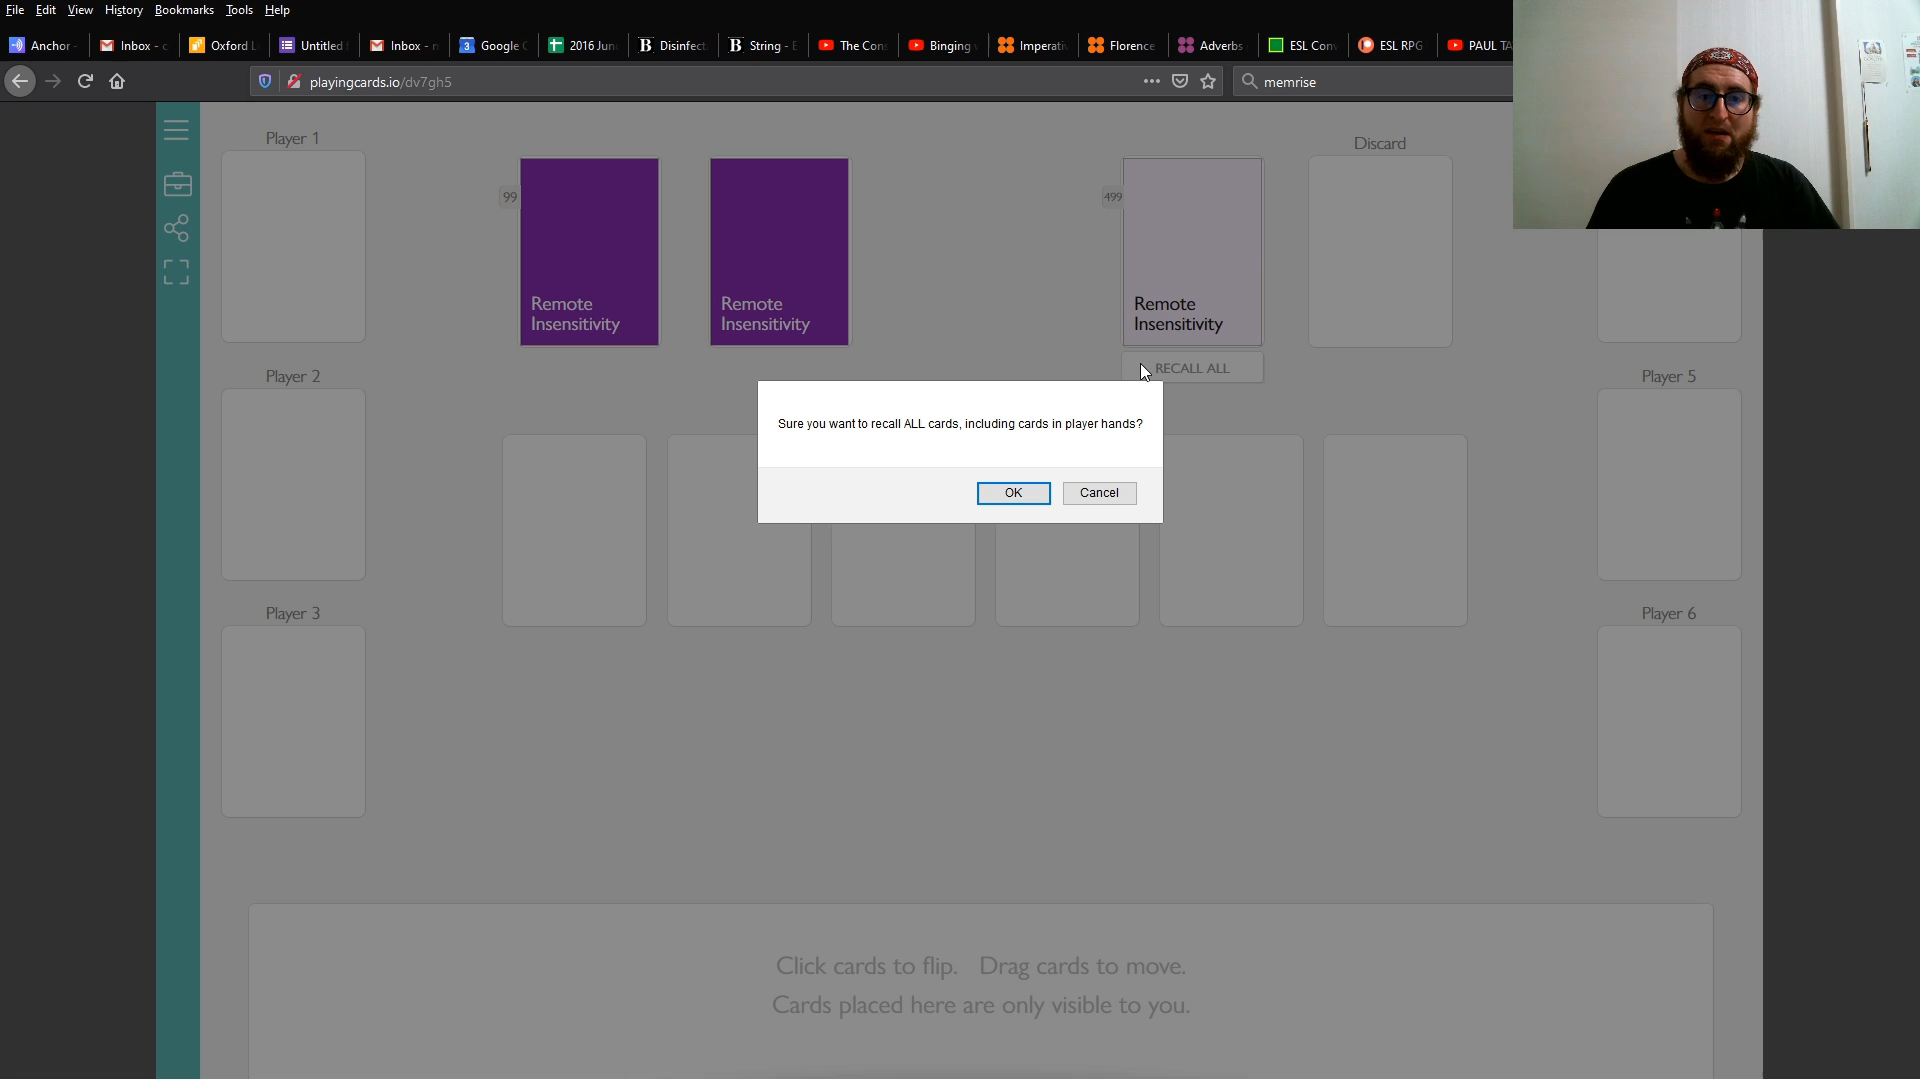 File Edit View History Bookmarks Tools Help
Anchor - Inbox - Oxford L Untitled Inbox - Google 2016 Jun Disinfect String - E The Con Binging Imperati Florence Adverbs ESL Con ESL RPG PAUL TA
playingcards.io/dv7gh5
memrise
Player 1
Discard
99
499
Remote
Insensitivity
Remote
Insensitivity
Remote
Insensitivity
RECALL ALL
Player 2
Player 5
Sure you want to recall ALL cards, including cards in player hands?
OK
Cancel
Player 3
Player 6
Click cards to flip. Drag cards to move.
Cards placed here are only visible to you.